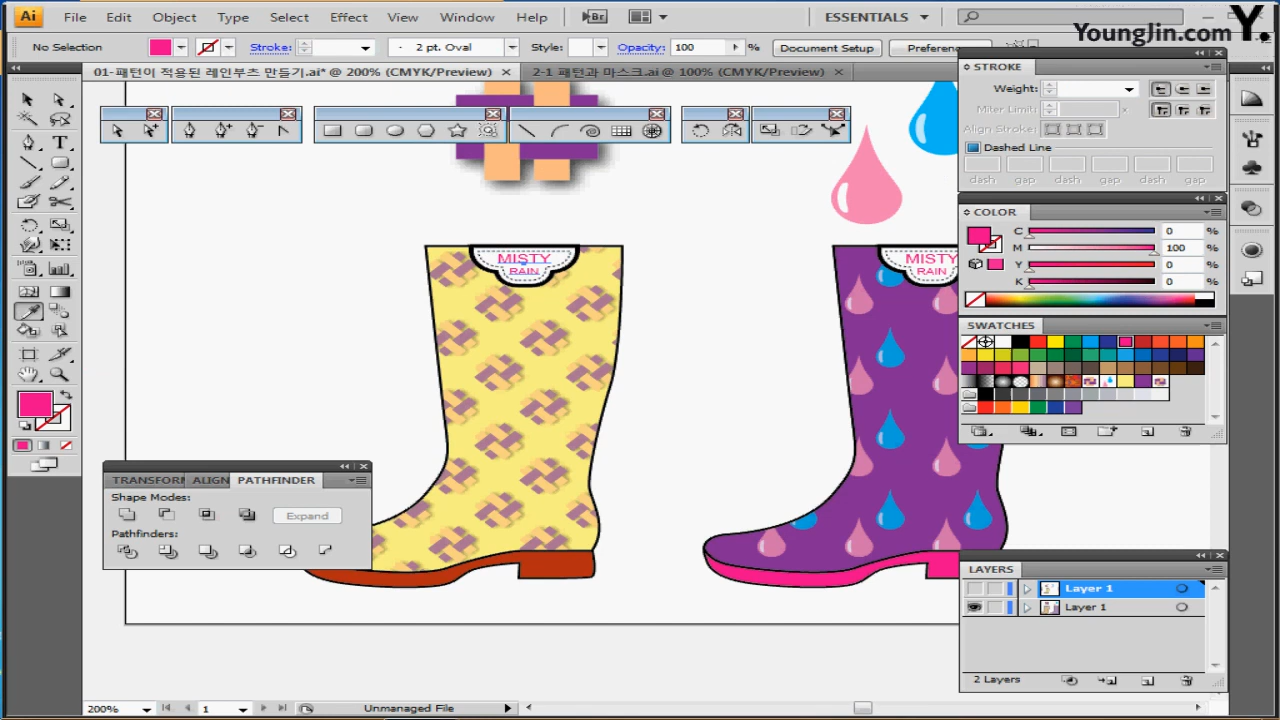 Ai File Edit Object Type Select Effect View Window Help Br ESSENTIALS
Y.
YoungJin.com
No Selection Stroke: 2 pt. Oval Style: Opacity: 100 % Document Setup Preferenc
01-패턴이 적용된 레인부츠 만들기.ai* @ 200% (CMYK/Preview) 2-1 패턴과 마스크.ai @ 100% (CMYK/Preview)
STROKE
Weight:
Miter Limit: x
Align Stroke:
Dashed Line
dash gap dash gap dash gap
COLOR
C 0 %
M 100 %
Y 0 %
K 0 %
SWATCHES
MISTY
RAIN
MISTY
RAIN
TRANSFORM ALIGN PATHFINDER
Shape Modes:
Expand
Pathfinders:
LAYERS
Layer 1
Layer 1
2 Layers
200% 1 Unmanaged File